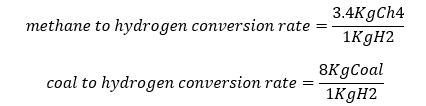 methane to hydrogen conversion rate = 3.4KgCh4 / 1KgH2
coal to hydrogen conversion rate = 8KgCoal / 1KgH2